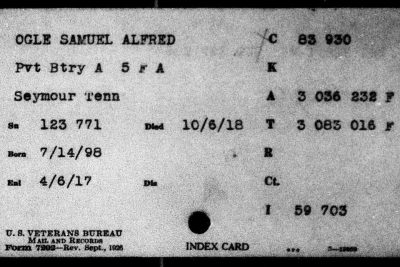 OGLE SAMUEL ALFRED C 83 930
Pvt Btry A 5 F A K
Seymour Tenn A 3 036 232 F
Sn 123 771 Died 10/6/18 T 3 083 016 F
Born 7/14/98 R
Enl 4/6/17 Dis Ct.
I 59 703
U. S. VETERANS BUREAU
MAIL AND RECORDS
Form 7202—Rev. Sept., 1926
INDEX CARD